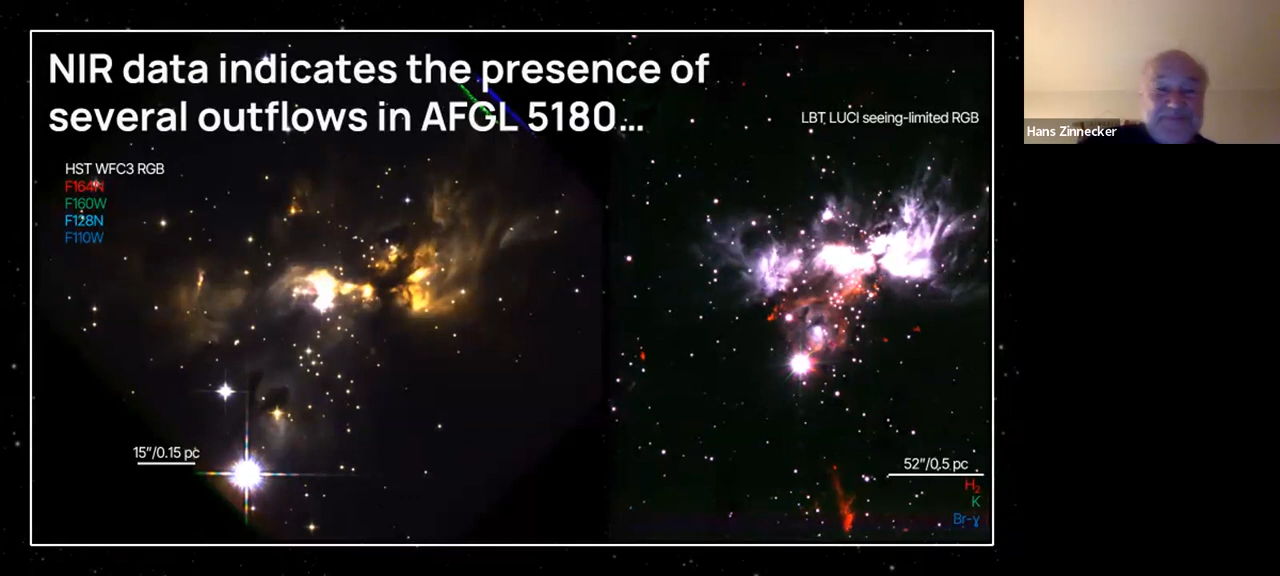 NIR data indicates the presence of
several outflows in AFGL 5180...
LBT, LUCI seeing-limited RGB
HST WFC3 RGB
F164N
F160W
F128N
F110W
15"/0.15 pc
52"/0,5 pc
H₂
K
Br-γ
Hans Zinnecker